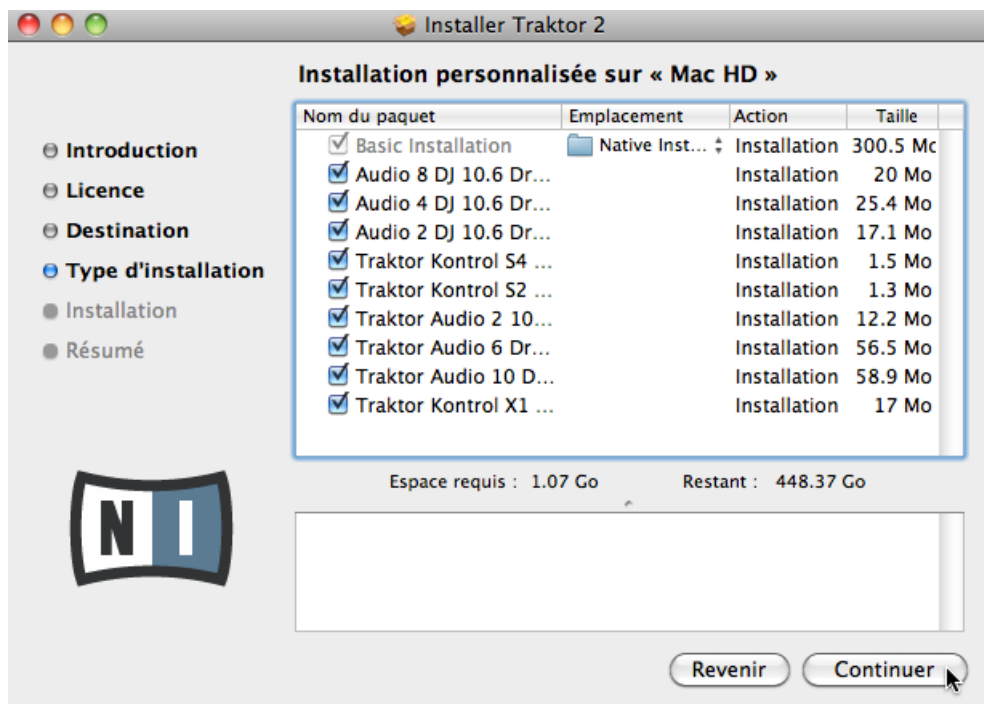 Installer Traktor 2
Installation personnalisée sur « Mac HD »
Introduction
Licence
Destination
Type d'installation
Installation
Résumé
Nom du paquet Emplacement Action Taille
Basic Installation Native Inst... Installation 300.5 Mc
Audio 8 DJ 10.6 Dr... Installation 20 Mo
Audio 4 DJ 10.6 Dr... Installation 25.4 Mo
Audio 2 DJ 10.6 Dr... Installation 17.1 Mo
Traktor Kontrol S4 ... Installation 1.5 Mo
Traktor Kontrol S2 ... Installation 1.3 Mo
Traktor Audio 2 10... Installation 12.2 Mo
Traktor Audio 6 Dr... Installation 56.5 Mo
Traktor Audio 10 D... Installation 58.9 Mo
Traktor Kontrol X1 ... Installation 17 Mo
Espace requis : 1.07 Go Restant : 448.37 Go
NI
Revenir Continuer